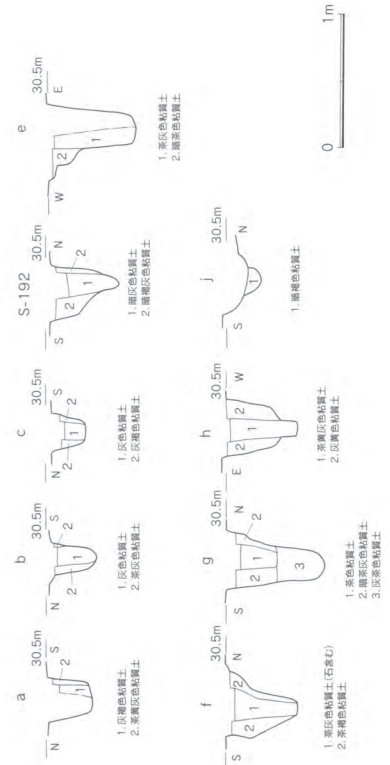 a
30.5m
N
S
2
1
1. 灰褐色粘質土
2. 茶黄灰色粘質土
b
30.5m
N
S
2
1
2
1. 灰色粘質土
2. 茶灰色粘質土
c
30.5m
N
S
2
1
2
1. 灰色粘質土
2. 灰褐色粘質土
S-192
30.5m
S
N
2
1
2
1. 暗灰色粘質土
2. 暗褐灰色粘質土
e
30.5m
W
E
2
1
1. 茶灰色粘質土
2. 暗茶色粘質土
f
30.5m
S
N
2
1
2
1. 茶灰色粘質土(石含む)
2. 茶褐色粘質土
g
30.5m
S
N
2
1
2
3
1. 茶色粘質土
2. 暗茶灰色粘質土
3. 灰茶色粘質土
h
30.5m
E
W
2
1
2
1. 茶黄灰色粘質土
2. 灰黄色粘質土
j
30.5m
S
N
1
1. 暗褐色粘質土
0
1m